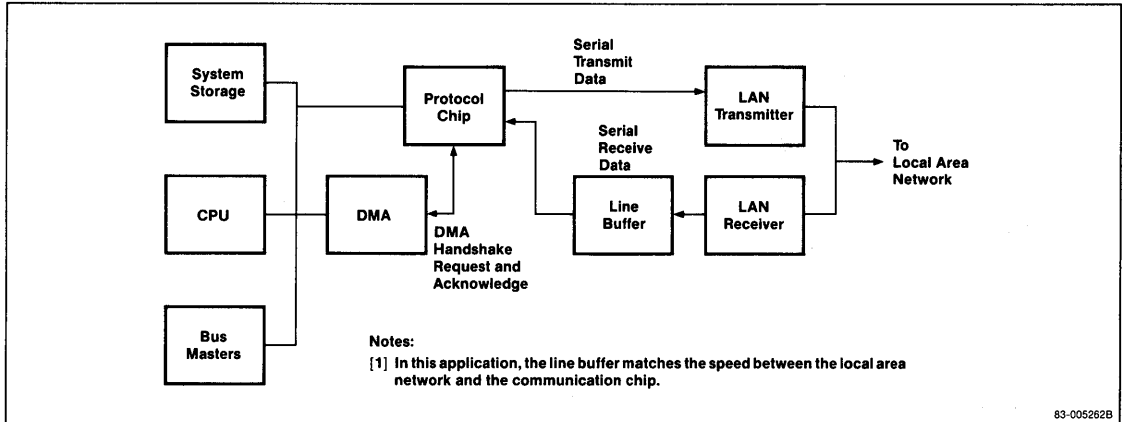 System
Storage
Protocol
Chip
Serial
Transmit
Data
LAN
Transmitter
Serial
Receive
Data
To
Local Area
Network
CPU
DMA
Line
Buffer
LAN
Receiver
DMA
Handshake
Request and
Acknowledge
Bus
Masters
Notes:
[1] In this application, the line buffer matches the speed between the local area
network and the communication chip.
83-005262B